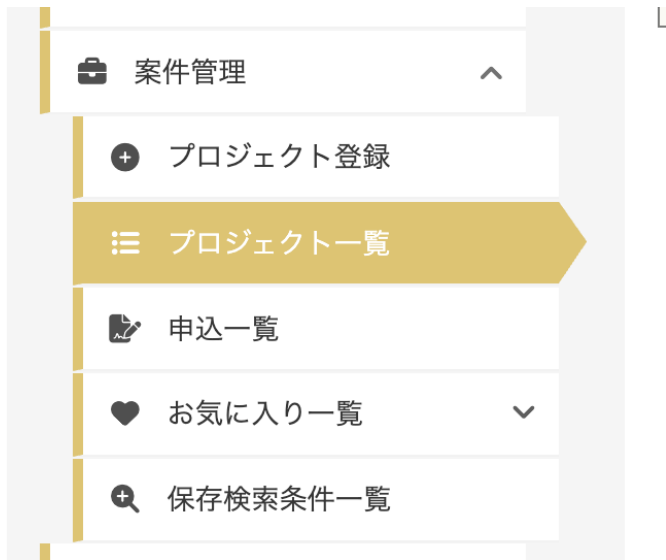 案件管理
プロジェクト登録
プロジェクト一覧
申込一覧
お気に入り一覧
保存検索条件一覧